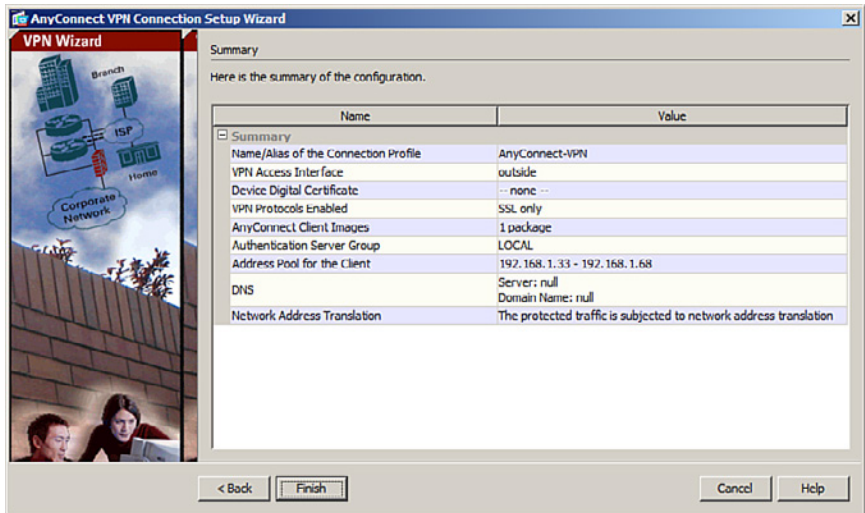 AnyConnect VPN Connection Setup Wizard
VPN Wizard
Branch
ISP
Home
Corporate
Network
Summary
Here is the summary of the configuration.
Name Value
Summary
Name/Alias of the Connection Profile AnyConnect-VPN
VPN Access Interface outside
Device Digital Certificate -- none --
VPN Protocols Enabled SSL only
AnyConnect Client Images 1 package
Authentication Server Group LOCAL
Address Pool for the Client 192.168.1.33 - 192.168.1.68
DNS Server: null
Domain Name: null
Network Address Translation The protected traffic is subjected to network address translation
< Back Finish Cancel Help